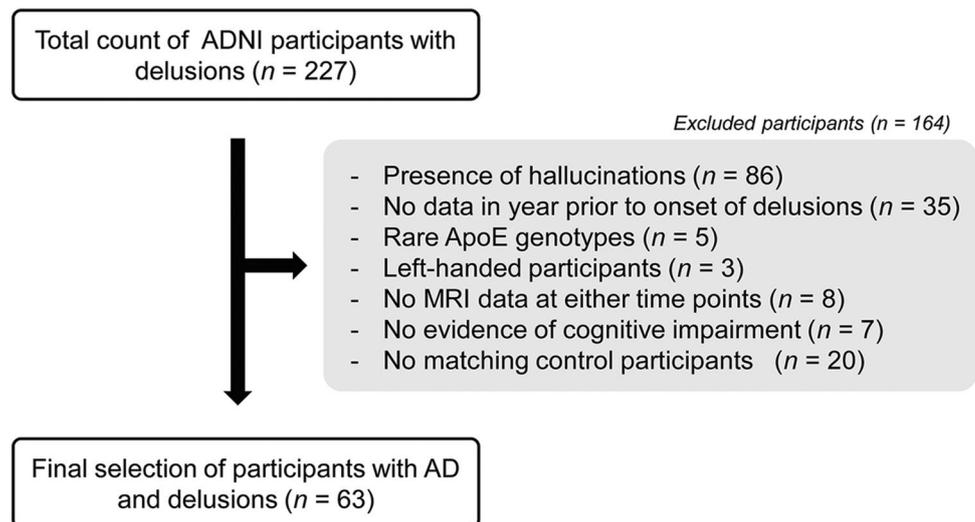 Total count of ADNI participants with
delusions (n = 227)
Excluded participants (n = 164)
- Presence of hallucinations (n = 86)
- No data in year prior to onset of delusions (n = 35)
- Rare ApoE genotypes (n = 5)
- Left-handed participants (n = 3)
- No MRI data at either time points (n = 8)
- No evidence of cognitive impairment (n = 7)
- No matching control participants (n = 20)
Final selection of participants with AD
and delusions (n = 63)